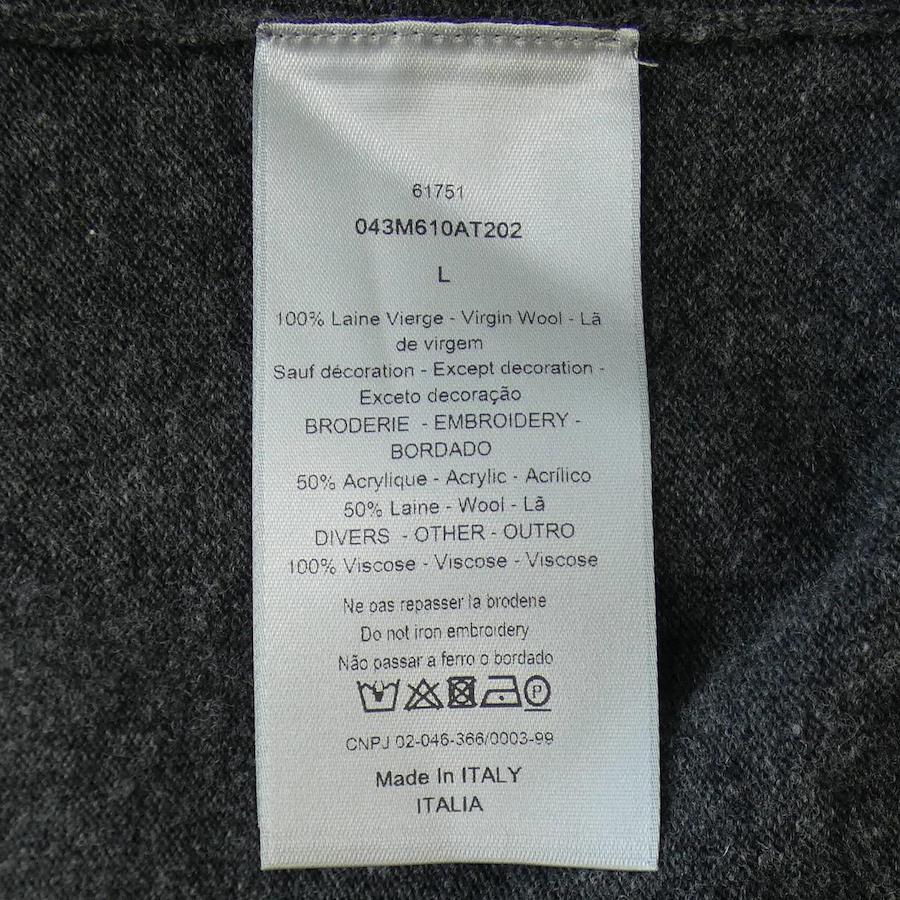 61751
043M610AT202
L
100% Laine Vierge - Virgin Wool - Lã
de virgem
Sauf décoration - Except decoration -
Exceto decoração
BRODERIE - EMBROIDERY -
BORDADO
50% Acrylique - Acrylic - Acrílico
50% Laine - Wool - Lã
DIVERS - OTHER - OUTRO
100% Viscose - Viscose - Viscose
Ne pas repasser la broderie
Do not iron embroidery
Não passar a ferro o bordado
P
CNPJ 02-046-366/0003-99
Made In ITALY
ITALIA